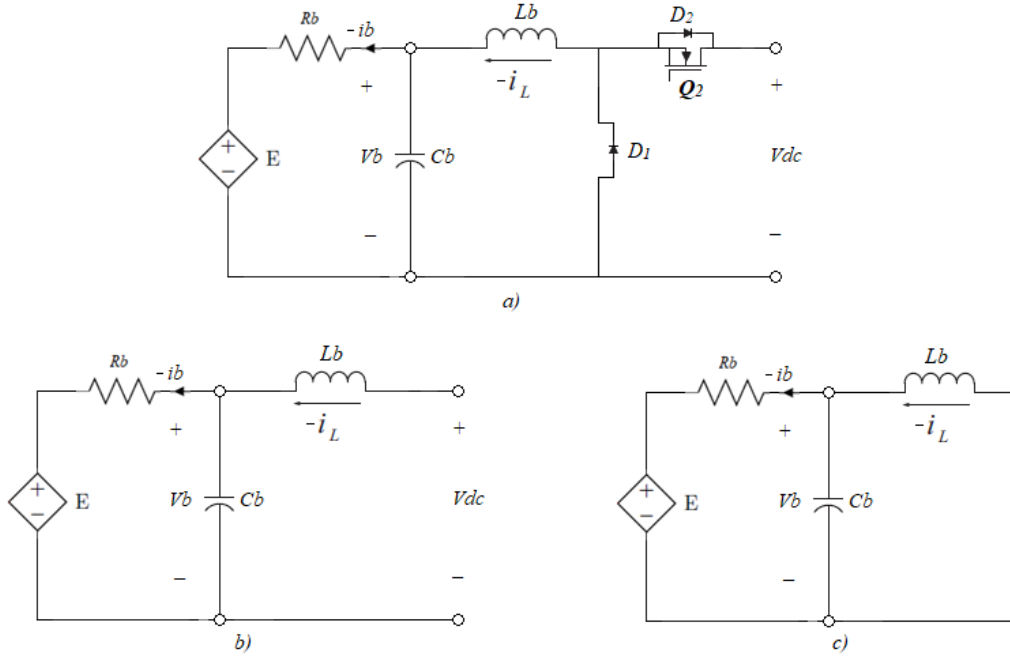 D2
Rb
-ib
Lb
+
-iL
Q2
+
+
−
E
Vb
Cb
D1
Vdc
−
−
a)
Rb
-ib
Lb
+
-iL
+
+
−
E
Vb
Cb
Vdc
−
−
b)
Rb
-ib
Lb
+
-iL
+
−
E
Vb
Cb
−
c)